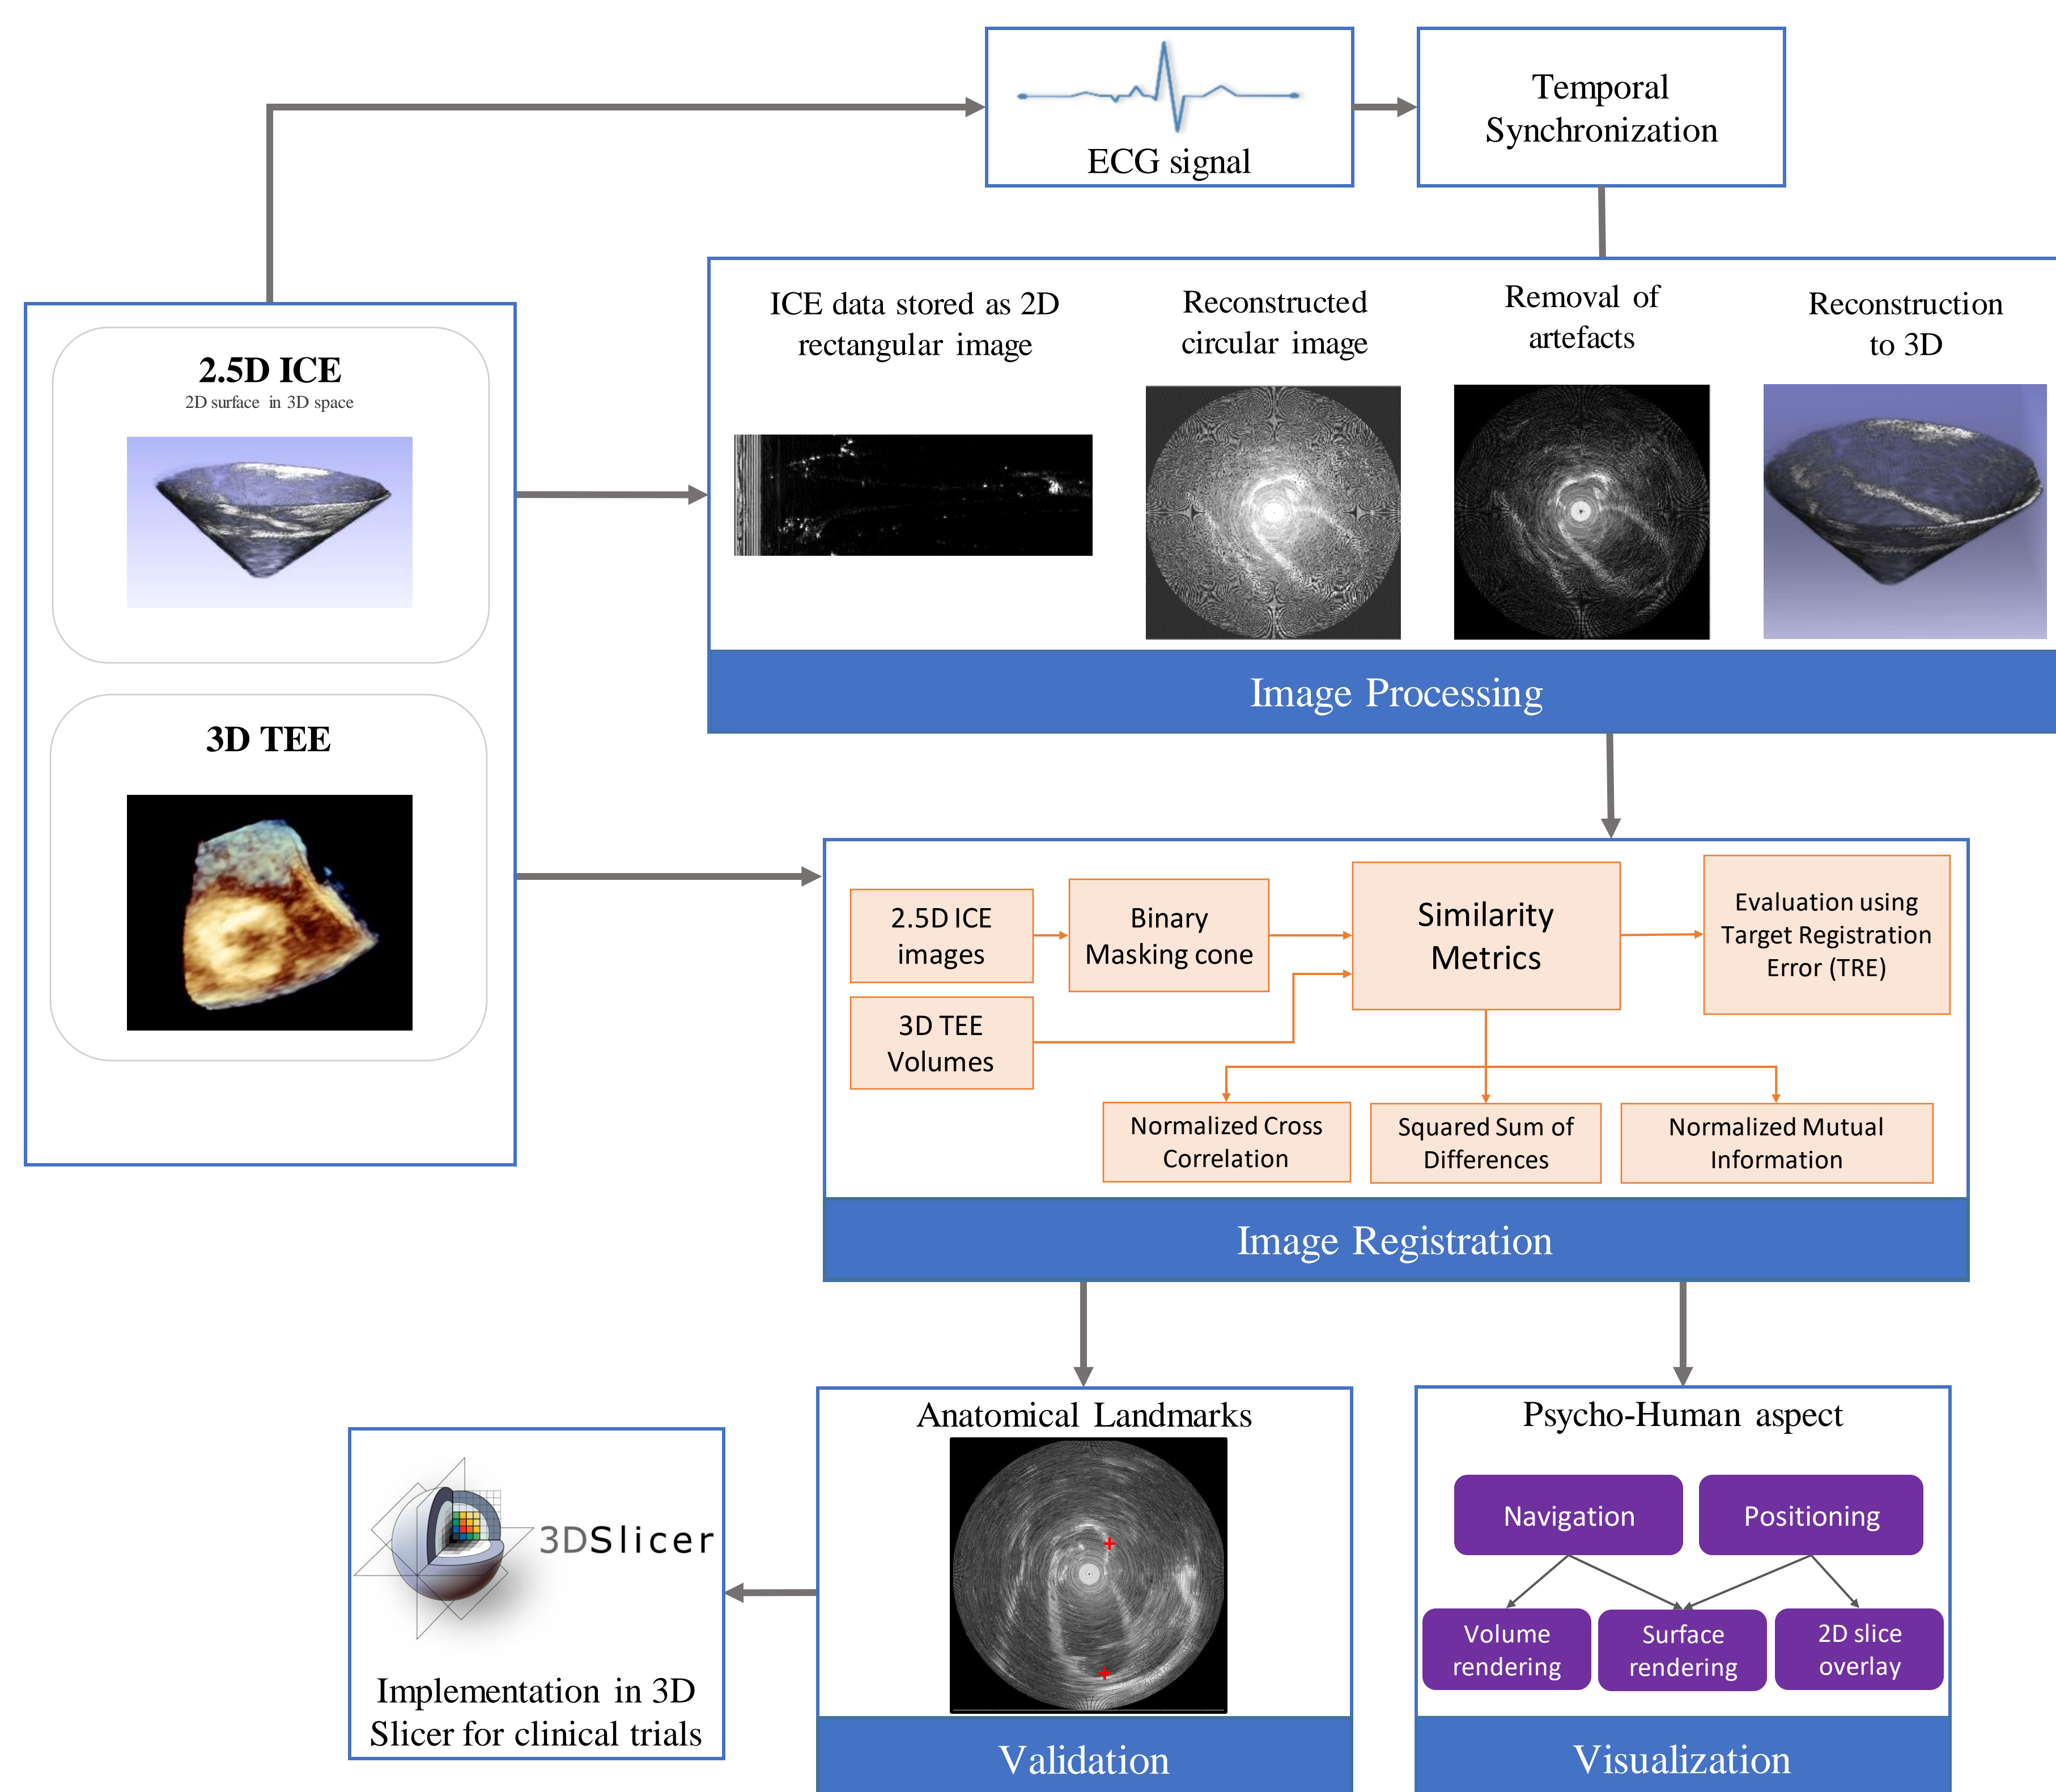 ECG signal
Temporal
Synchronization
2.5D ICE
2D surface in 3D space
3D TEE
ICE data stored as 2D
rectangular image
Reconstructed
circular image
Removal of
artefacts
Reconstruction
to 3D
Image Processing
2.5D ICE
images
Binary
Masking cone
Similarity
Metrics
Evaluation using
Target Registration
Error (TRE)
3D TEE
Volumes
Normalized Cross
Correlation
Squared Sum of
Differences
Normalized Mutual
Information
Image Registration
3DSlicer
Implementation in 3D
Slicer for clinical trials
Anatomical Landmarks
Validation
Psycho-Human aspect
Navigation
Positioning
Volume
rendering
Surface
rendering
2D slice
overlay
Visualization